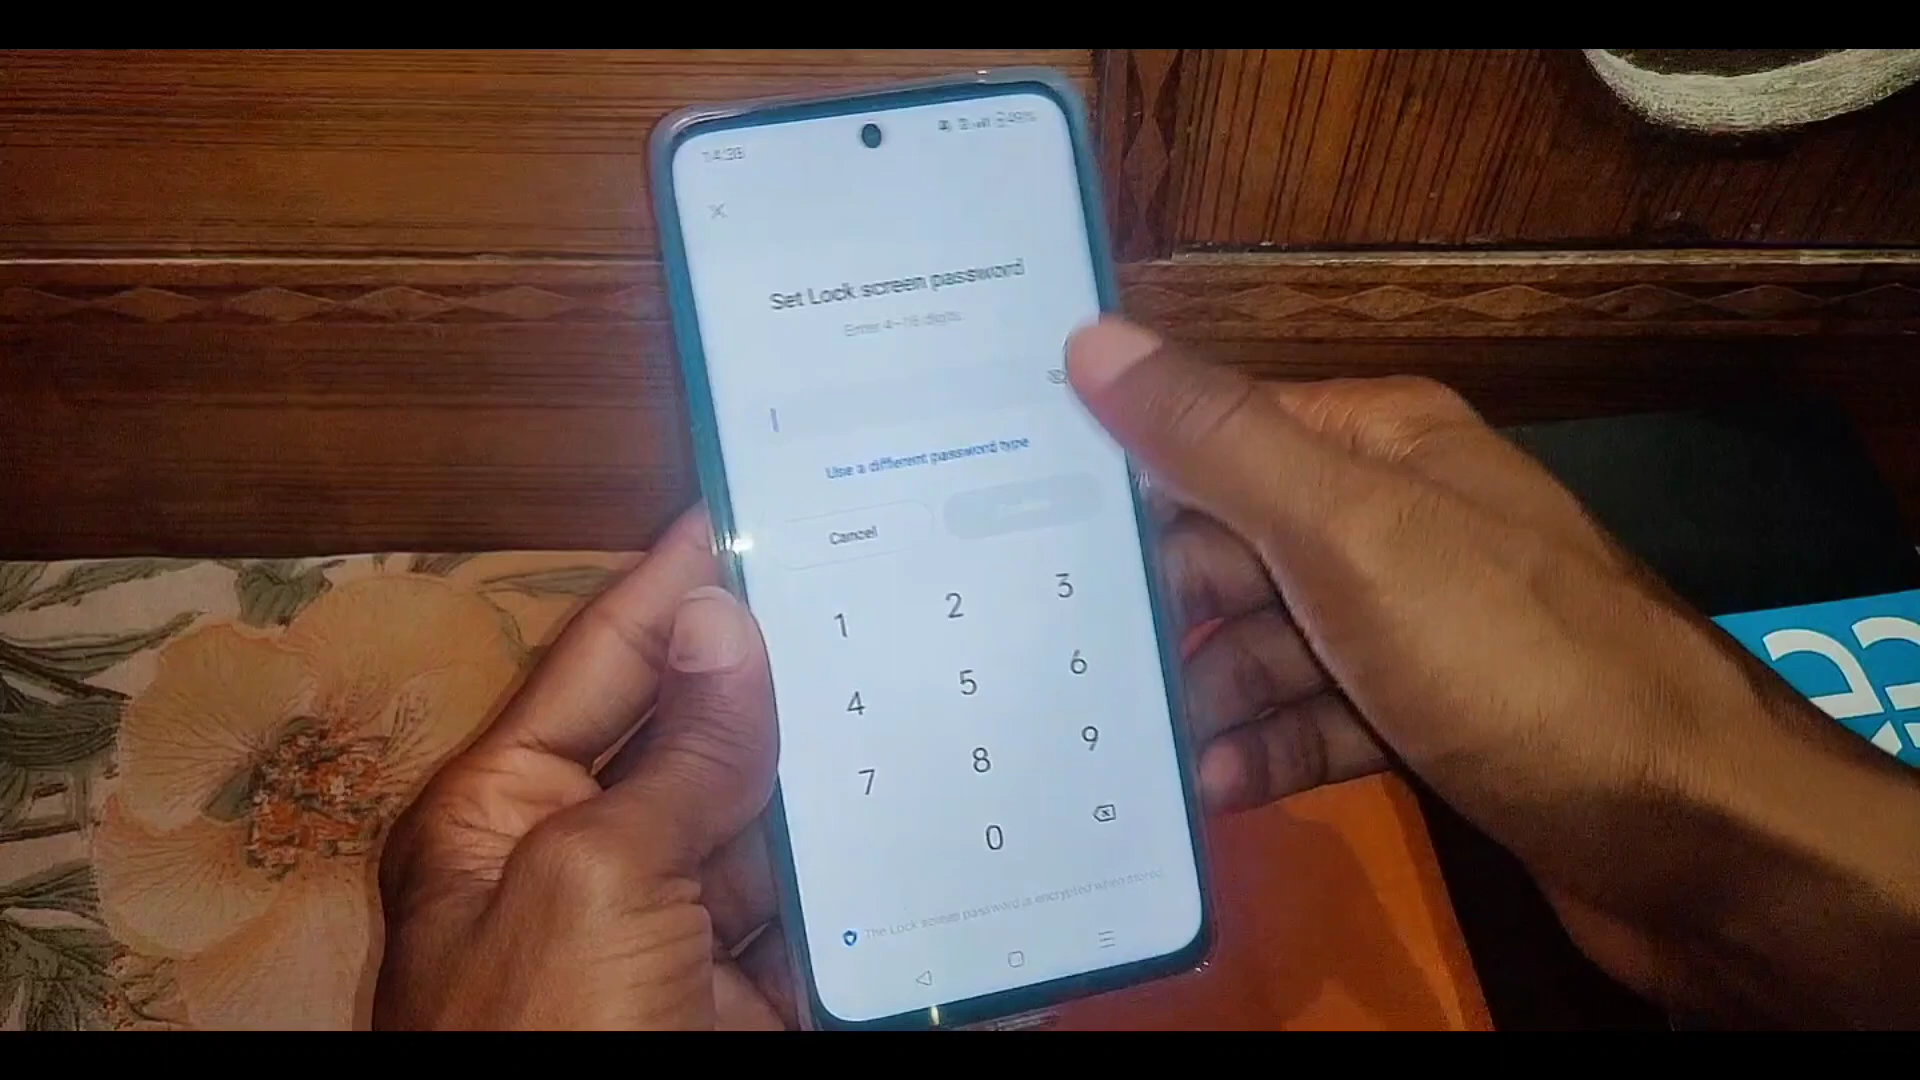 14:33
Set Lock screen password
Enter 4-16 digits
Use a different password type
Cancel
1 2 3
4 5 6
7 8 9
0
The Lock screen password is encrypted when stored.